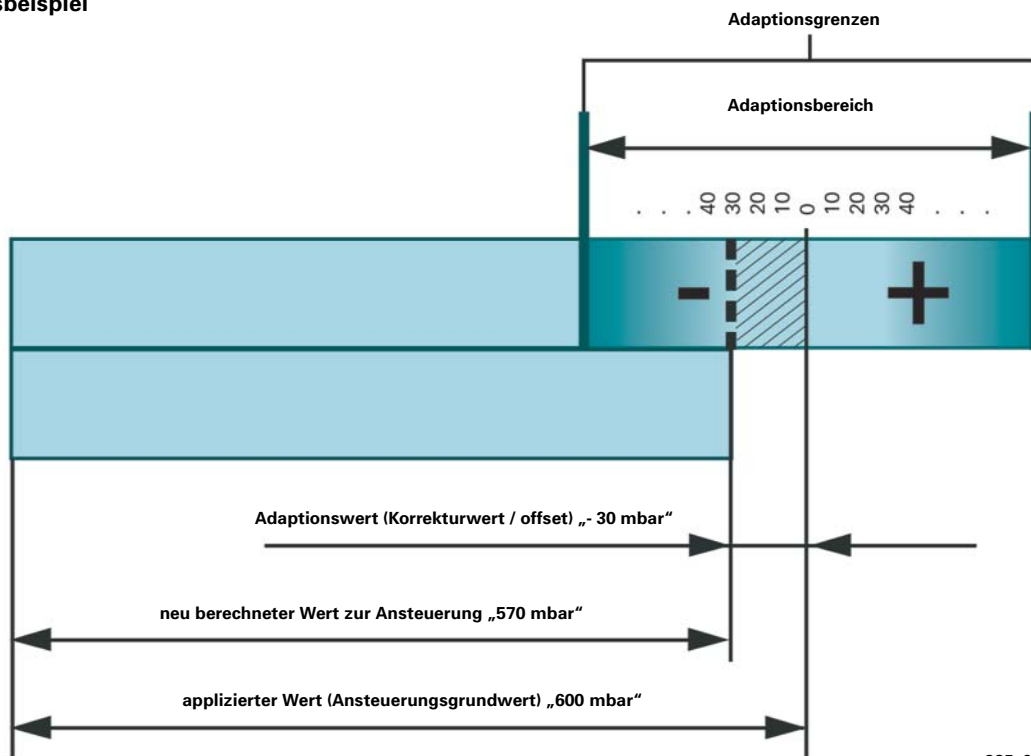 sbeispiel
Adaptionsgrenzen
Adaptionsbereich
. . . 40 30 20 10 0 10 20 30 40 . . .
- +
Adaptionswert (Korrekturwert / offset) „- 30 mbar“
neu berechneter Wert zur Ansteuerung „570 mbar“
applizierter Wert (Ansteuerungsgrundwert) „600 mbar“